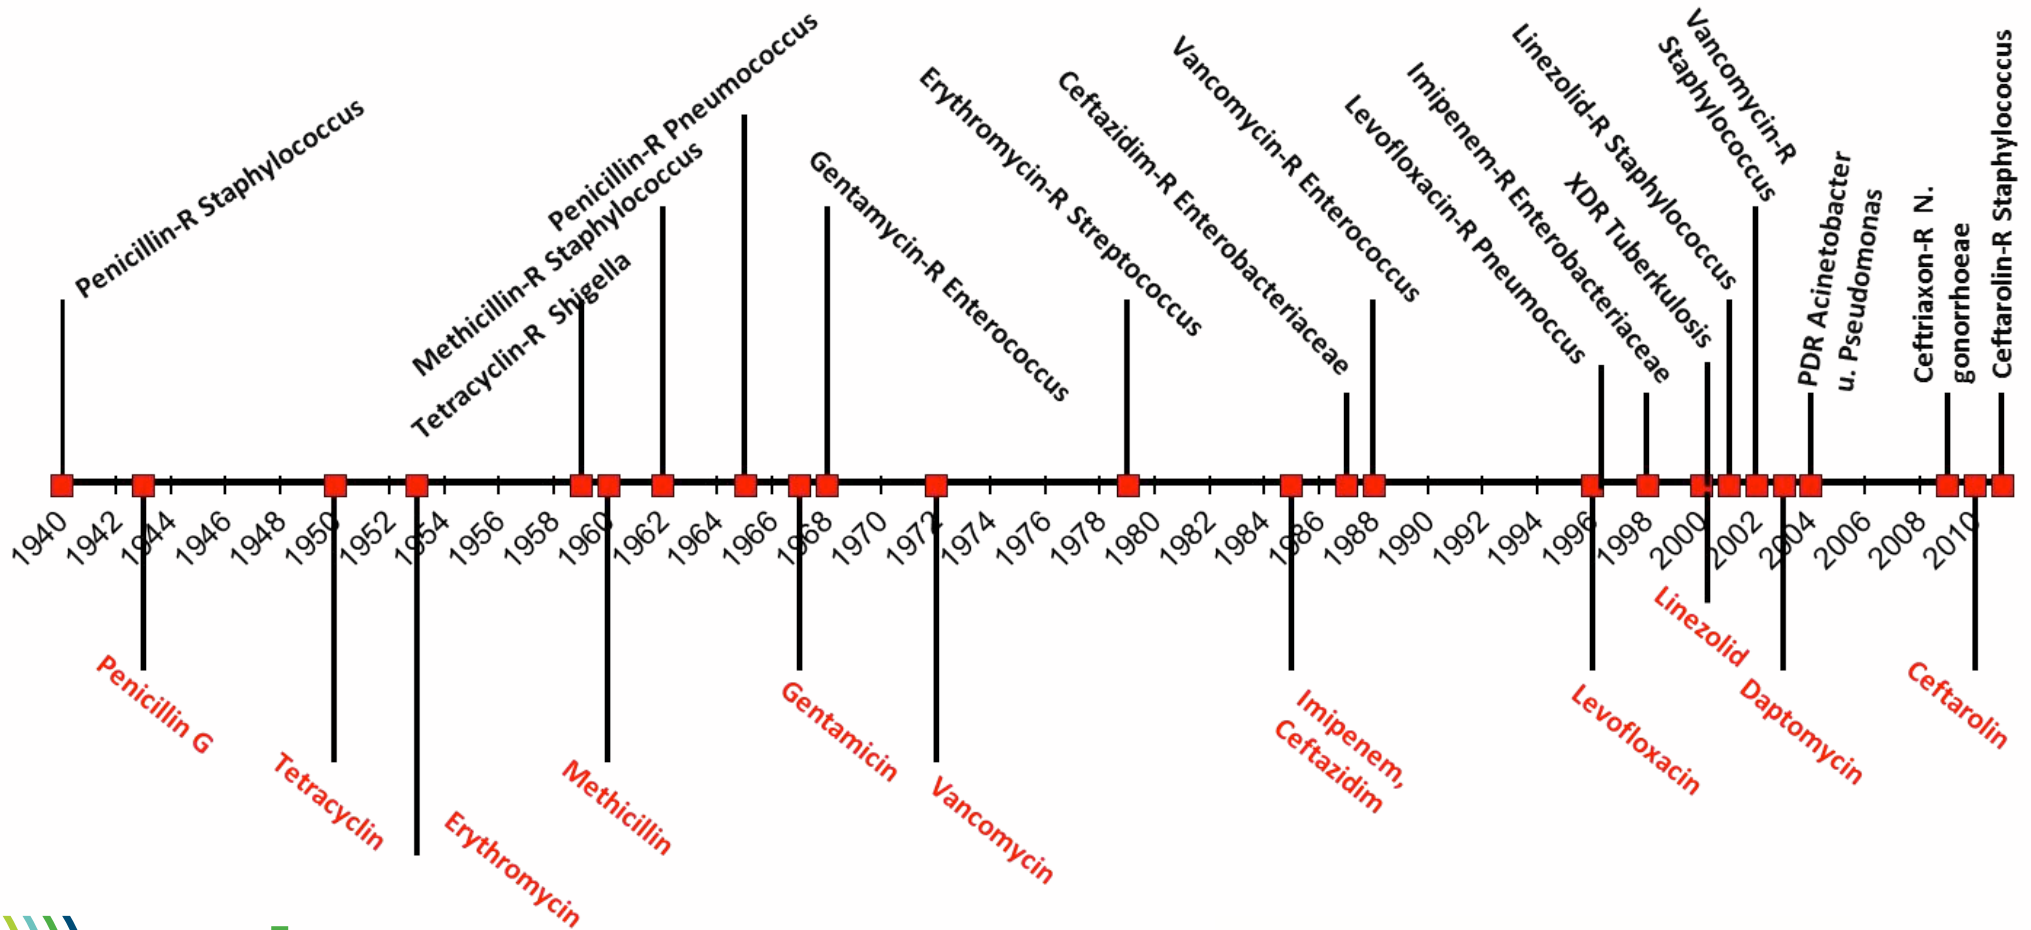 Penicillin-R Staphylococcus
Tetracyclin-R Shigella
Methicillin-R Staphylococcus
Penicillin-R Pneumococcus
Gentamycin-R Enterococcus
Erythromycin-R Streptococcus
Ceftazidim-R Enterobacteriaceae
Vancomycin-R Enterococcus
Levofloxacin-R Pneumoccus
Imipenem-R Enterobacteriaceae
XDR Tuberkulosis
Linezolid-R Staphylococcus
Vancomycin-R
Staphylococcus
PDR Acinetobacter
u. Pseudomonas
Ceftriaxon-R N.
gonorrhoeae
Ceftarolin-R Staphylococcus
1940 1942 1944 1946 1948 1950 1952 1954 1956 1958 1960 1962 1964 1966 1968 1970 1972 1974 1976 1978 1980 1982 1984 1986 1988 1990 1992 1994 1996 1998 2000 2002 2004 2006 2008 2010
Penicillin G
Tetracyclin
Erythromycin
Methicillin
Gentamicin
Vancomycin
Imipenem,
Ceftazidim
Levofloxacin
Linezolid
Daptomycin
Ceftarolin